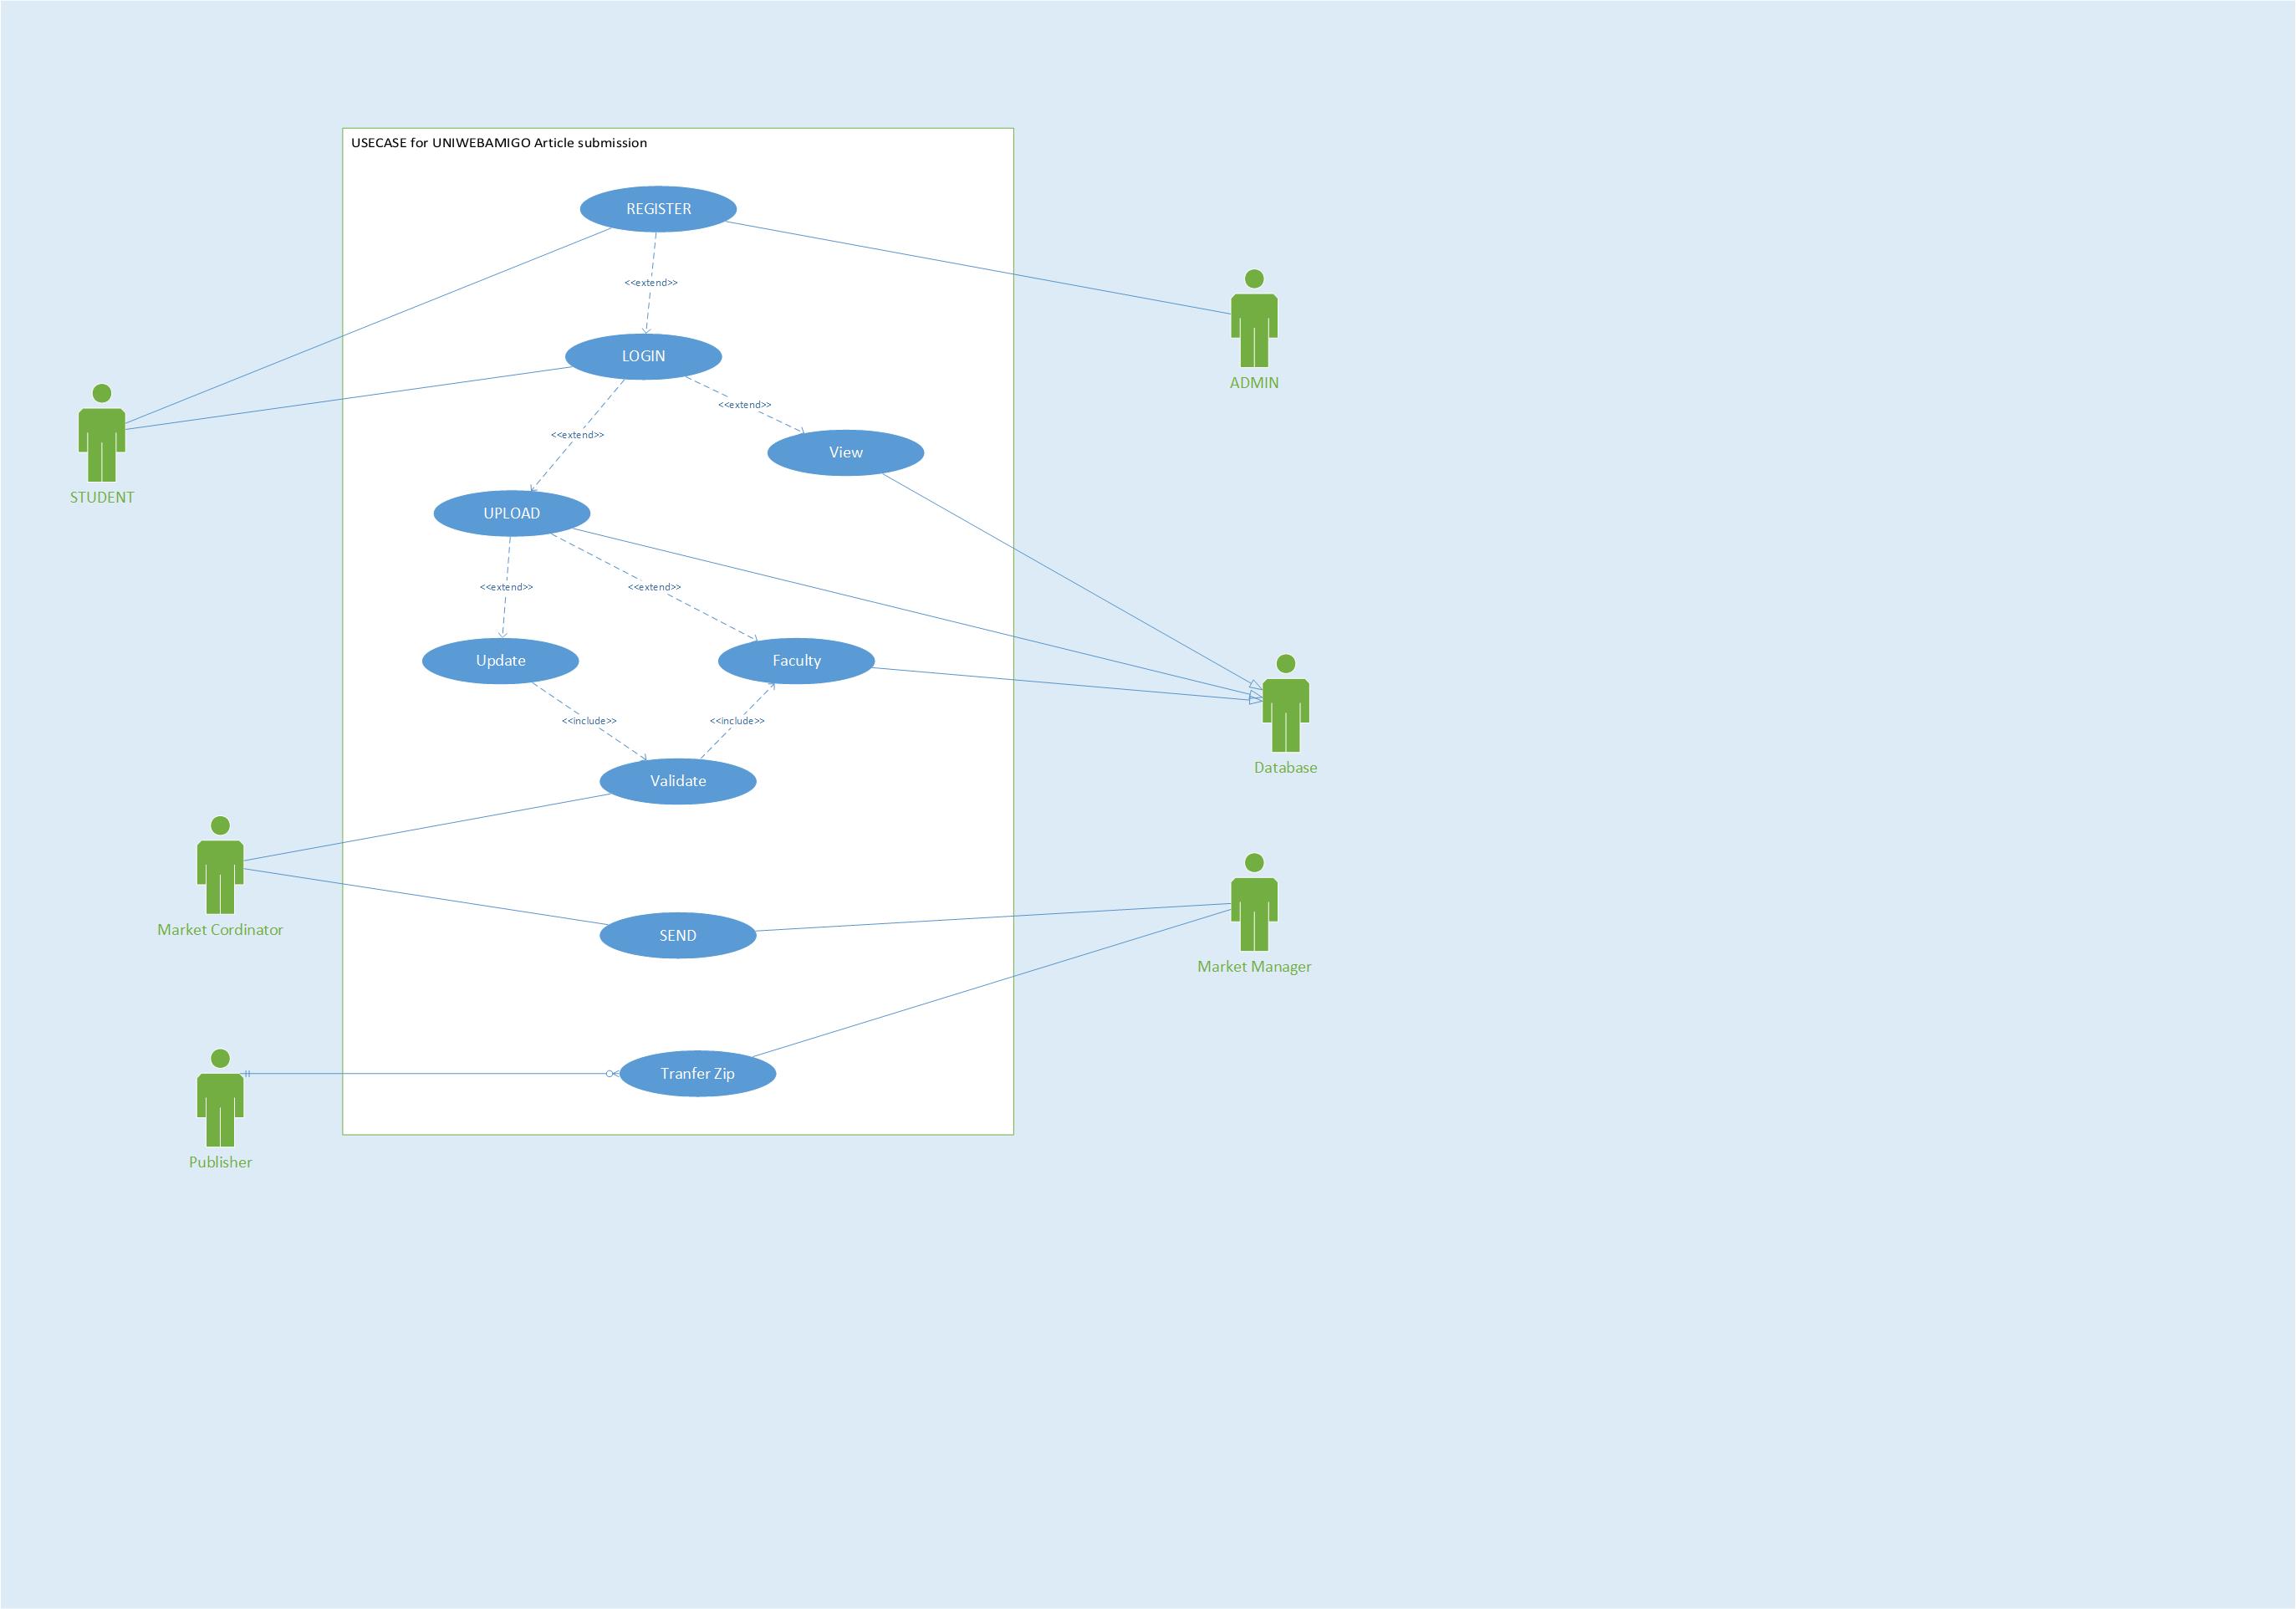 USECASE for UNIWEBAMIGO Article submission
REGISTER
<<extend>>
ADMIN
LOGIN
<<extend>>
<<extend>>
View
STUDENT
UPLOAD
<<extend>>
<<extend>>
Update
Faculty
<<include>>
<<include>>
Database
Validate
Market Cordinator
SEND
Market Manager
Tranfer Zip
Publisher